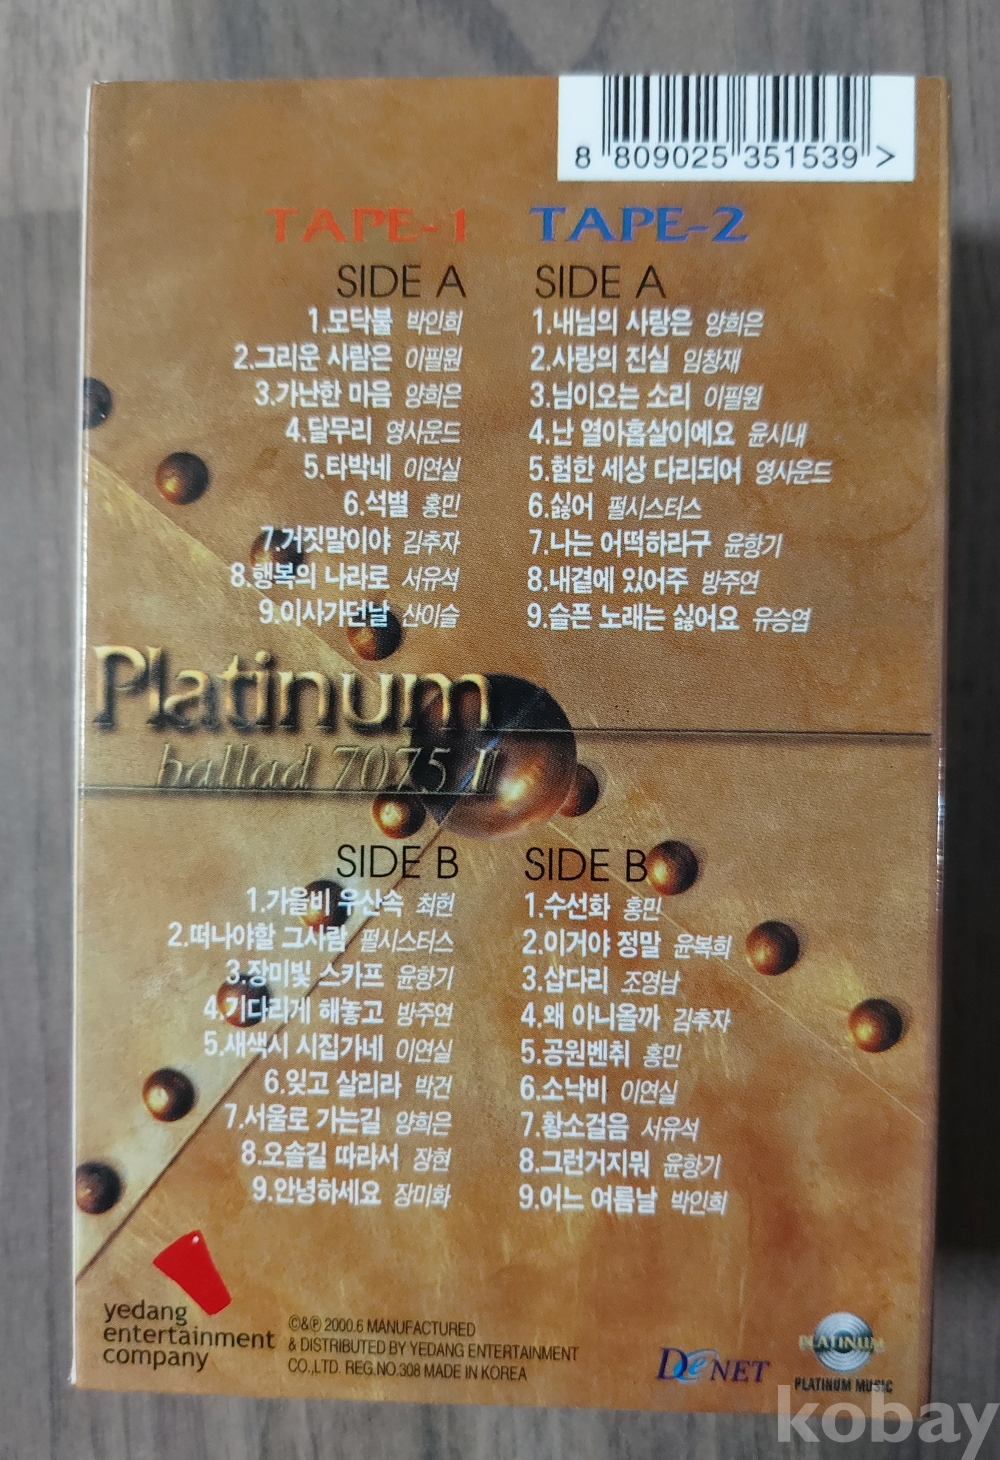 8 809025 351539 >
TAPE-1
SIDE A
1.모닥불 박인희
2.그리운 사람은 이필원
3.가난한 마음 양희은
4.달무리 영사운드
5.타박네 이연실
6.석별 홍민
7.거짓말이야 김추자
8.행복의 나라로 서유석
9.이사가던날 산이슬
TAPE-2
SIDE A
1.내님의 사랑은 양희은
2.사랑의 진실 임창재
3.님이오는 소리 이필원
4.난 열아홉살이예요 윤시내
5.험한 세상 다리되어 영사운드
6.싫어 펄시스터스
7.나는 어떡하라구 윤항기
8.내곁에 있어주 방주연
9.슬픈 노래는 싫어요 유승엽
Platinum
ballad 7075 II
SIDE B
1.가을비 우산속 최헌
2.떠나야할 그사람 펄시스터스
3.장미빛 스카프 윤항기
4.기다리게 해놓고 방주연
5.새색시 시집가네 이연실
6.잊고 살리라 박건
7.서울로 가는길 양희은
8.오솔길 따라서 장현
9.안녕하세요 장미화
SIDE B
1.수선화 홍민
2.이거야 정말 윤복희
3.삽다리 조영남
4.왜 아니올까 김추자
5.공원벤취 홍민
6.소낙비 이연실
7.황소걸음 서유석
8.그런거지뭐 윤항기
9.어느 여름날 박인희
yedang
entertainment
company
©&℗ 2000.6 MANUFACTURED
& DISTRIBUTED BY YEDANG ENTERTAINMENT
CO.,LTD. REG.NO.308 MADE IN KOREA
DeNET
PLATINUM
PLATINUM MUSIC
kobay